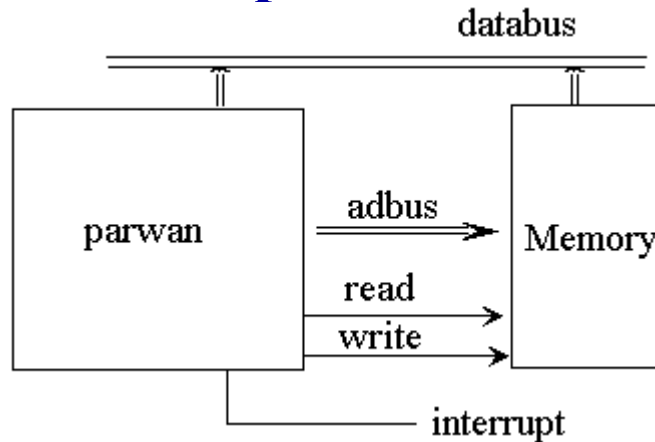 databus
parwan
adbus
Memory
read
write
interrupt